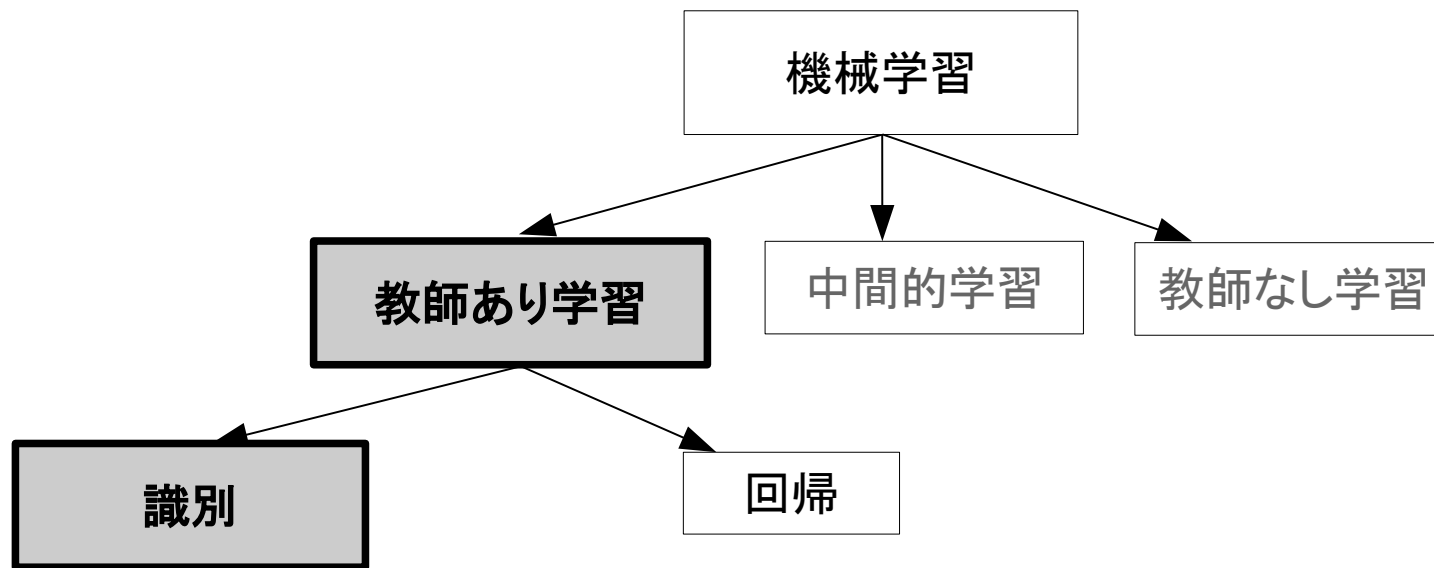 機械学習
教師あり学習
中間的学習
教師なし学習
識別
回帰